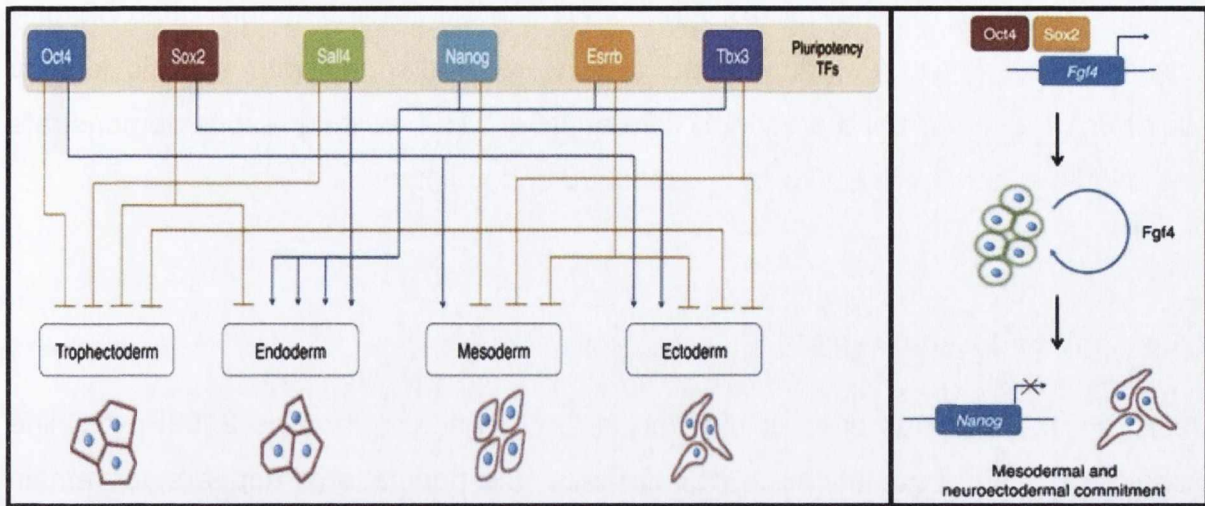 Oct4 Sox2 Sall4 Nanog Esrrb Tbx3 Pluripotency
TFs
Trophectoderm Endoderm Mesoderm Ectoderm
Oct4 Sox2
Fgf4
Fgf4
Nanog
Mesodermal and
neuroectodermal commitment